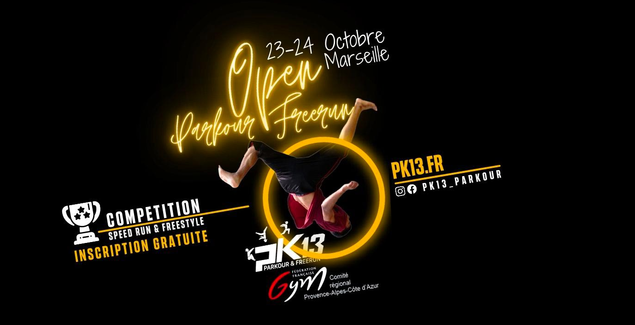 23-24 Octobre
Marseille
Open
Parkour Freerun
PK13.FR
PK13_PARKOUR
COMPETITION
SPEED RUN & FREESTYLE
INSCRIPTION GRATUITE
PK13
PARKOUR & FREERUN
FEDERATION
FRANÇAISE
Gym
Comité
régional
Provence-Alpes-Côte d'Azur